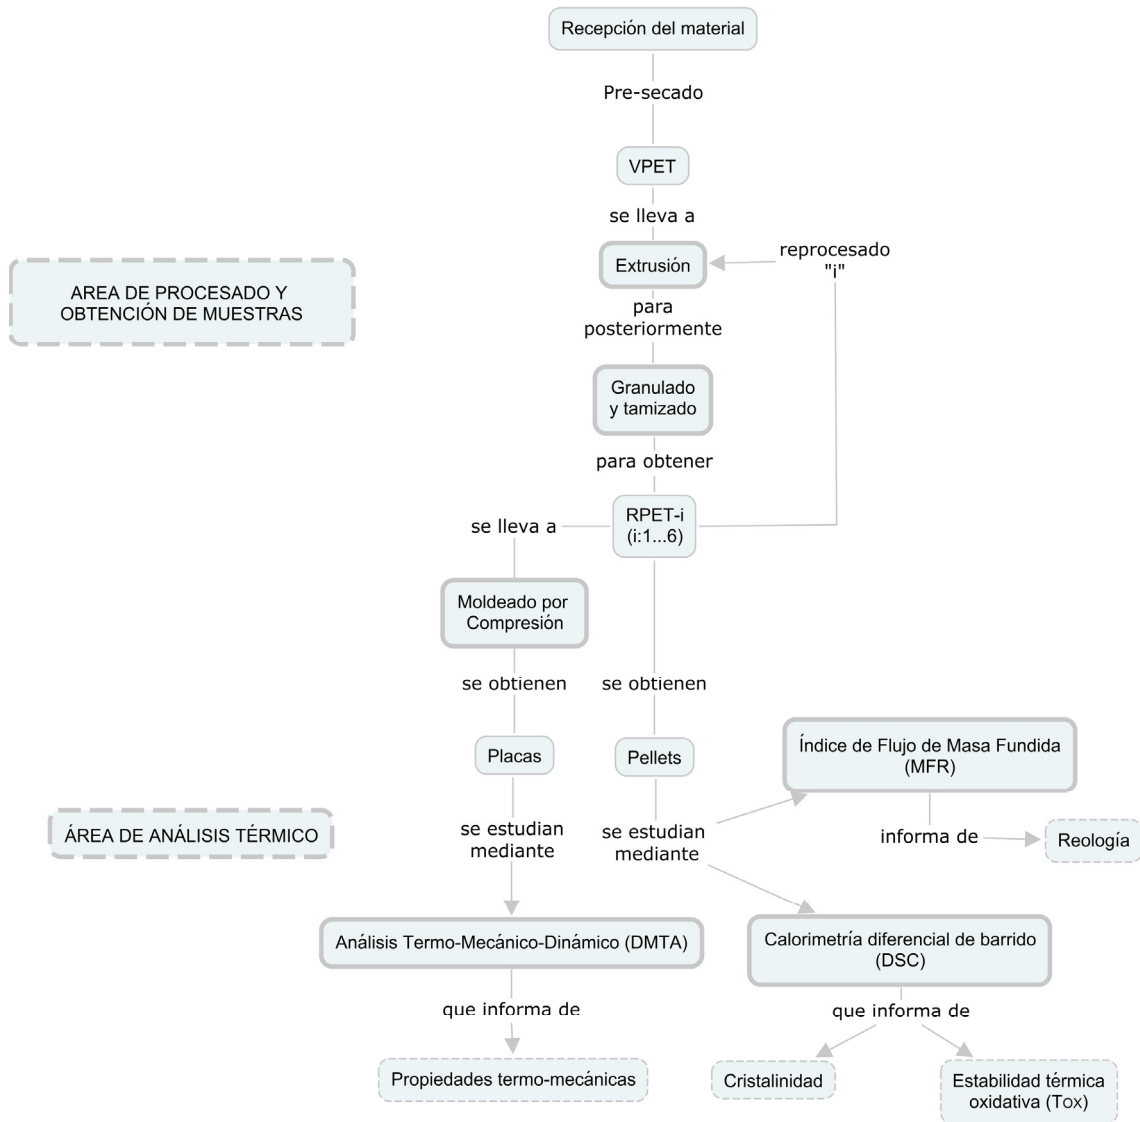 Recepción del material
Pre-secado
VPET
se lleva a
Extrusión
reprocesado
"i"
AREA DE PROCESADO Y
OBTENCIÓN DE MUESTRAS
para
posteriormente
Granulado
y tamizado
para obtener
RPET-i
(i:1...6)
se lleva a
Moldeado por
Compresión
se obtienen
se obtienen
Placas
Pellets
Índice de Flujo de Masa Fundida
(MFR)
ÁREA DE ANÁLISIS TÉRMICO
se estudian
mediante
se estudian
mediante
informa de
Reología
Análisis Termo-Mecánico-Dinámico (DMTA)
Calorimetría diferencial de barrido
(DSC)
que informa de
que informa de
Propiedades termo-mecánicas
Cristalinidad
Estabilidad térmica
oxidativa (Tox)